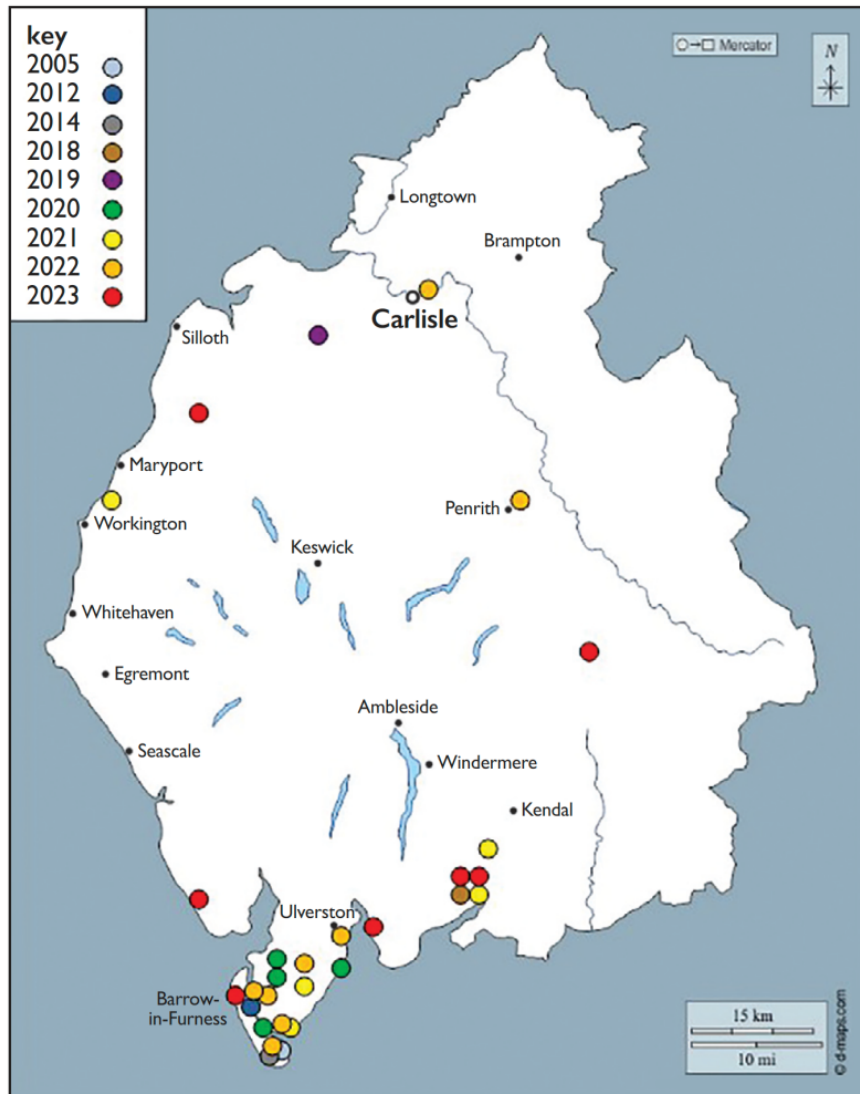 key
2005
2012
2014
2018
2019
2020
2021
2022
2023
Mercator
N
Longtown
Brampton
Carlisle
Silloth
Maryport
Workington
Penrith
Keswick
Whitehaven
Egremont
Ambleside
Seascale
Windermere
Kendal
Ulverston
Barrow-
in-Furness
15 km
10 mi
© d-maps.com